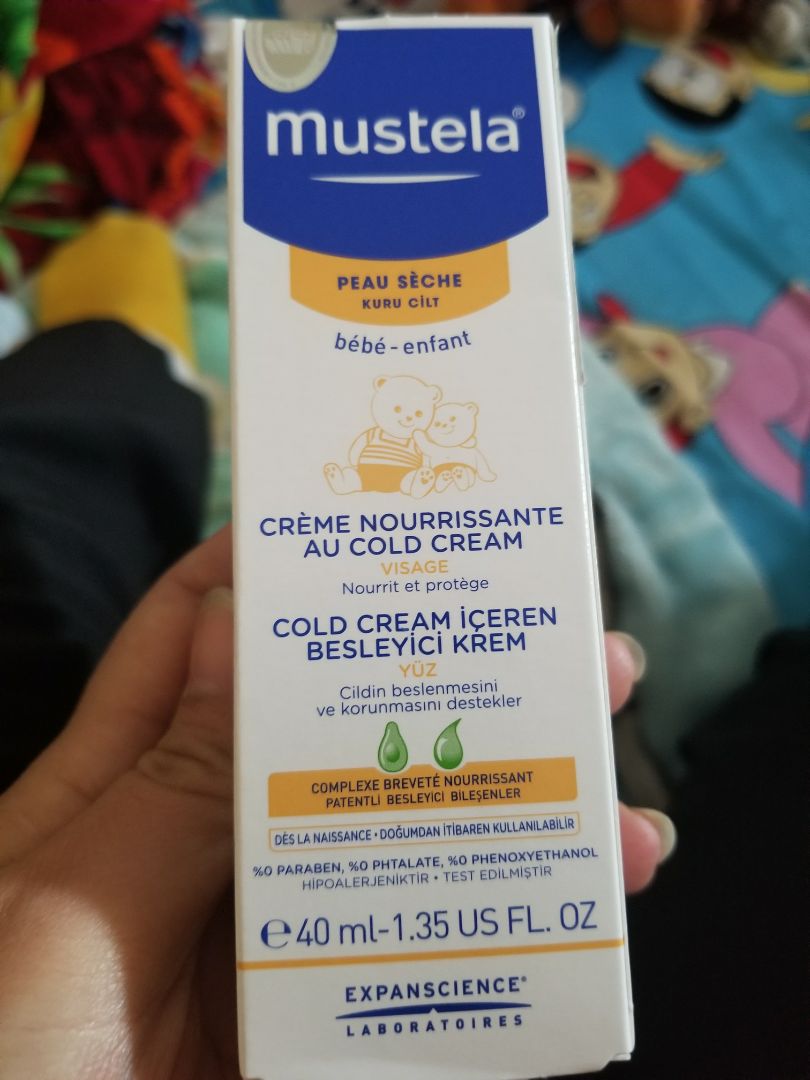 mustela®
PEAU SÈCHE
KURU CİLT
bébé - enfant
CRÈME NOURRISSANTE
AU COLD CREAM
VISAGE
Nourrit et protège
COLD CREAM İÇEREN
BESLEYİCİ KREM
YÜZ
Cildin beslenmesini
ve korunmasını destekler
COMPLEXE BREVETÉ NOURRISSANT
PATENTLİ BESLEYİCİ BİLEŞENLER
DÈS LA NAISSANCE • DOĞUMDAN İTİBAREN KULLANILABİLİR
%0 PARABEN, %0 PHTALATE, %0 PHENOXYETHANOL
HİPOALERJENİKTİR • TEST EDİLMİŞTİR
℮ 40 ml - 1.35 US FL. OZ
EXPANSCIENCE®
LABORATOIRES